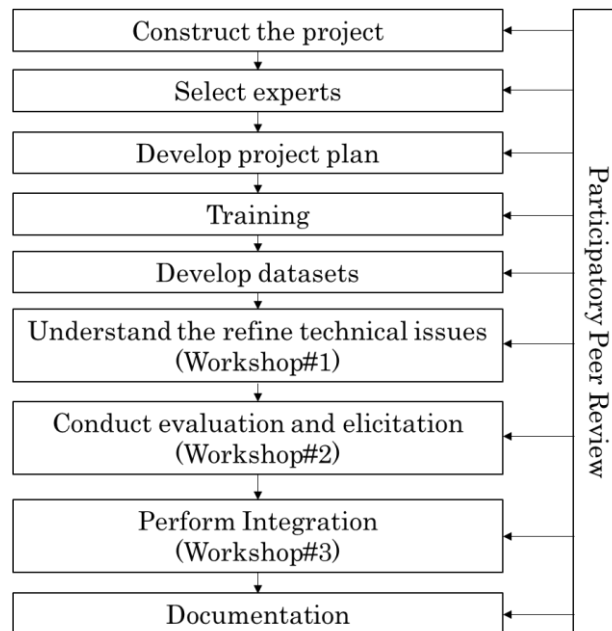 Construct the project
Select experts
Develop project plan
Training
Develop datasets
Understand the refine technical issues
(Workshop#1)
Conduct evaluation and elicitation
(Workshop#2)
Perform Integration
(Workshop#3)
Documentation
Participatory Peer Review